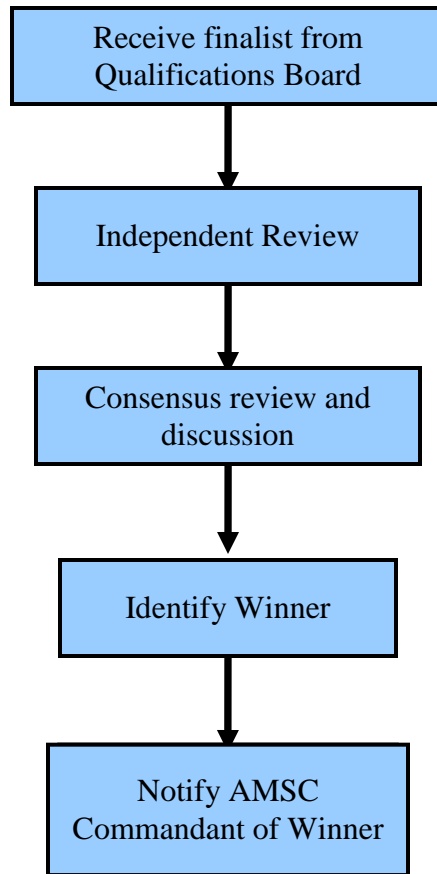 Receive finalist from
Qualifications Board
Independent Review
Consensus review and
discussion
Identify Winner
Notify AMSC
Commandant of Winner